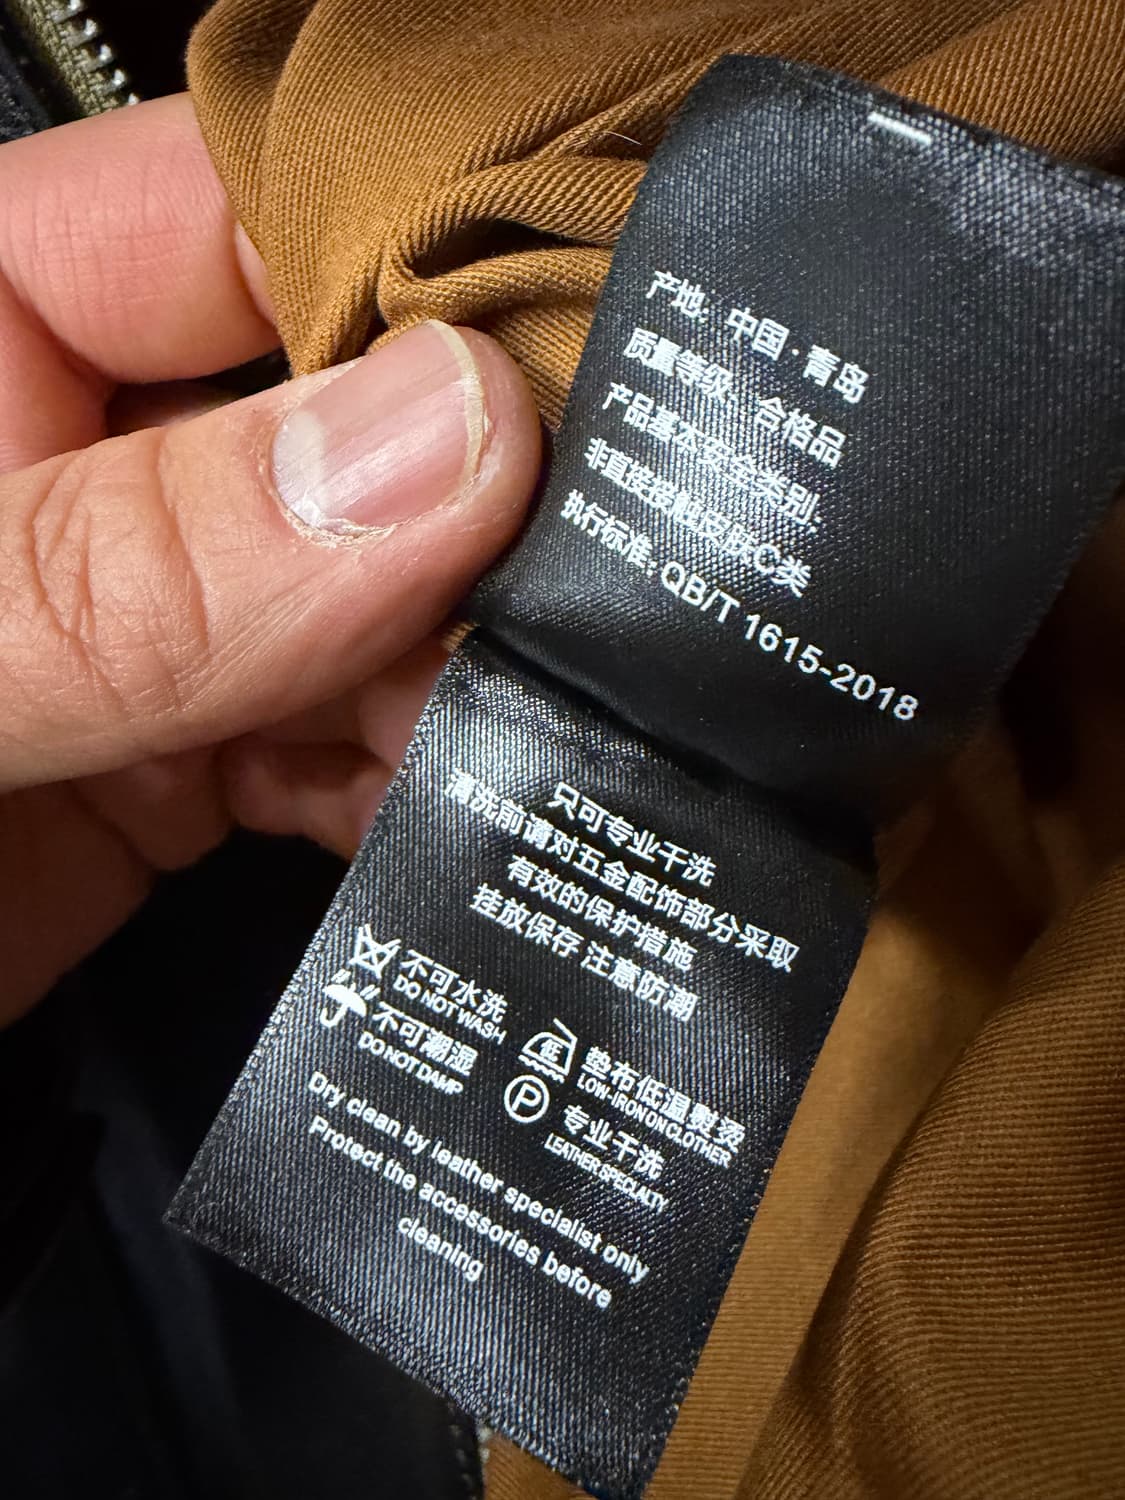 产地：中国·青岛
质量等级：合格品
产品基本安全类别：
非直接接触皮肤C类
执行标准：QB/T 1615-2018
只可专业干洗
清洗前请对五金配饰部分采取
有效的保护措施
挂放保存 注意防潮
不可水洗
DO NOT WASH
不可潮湿
DO NOT DAMP
垫布低温熨烫
LOW-IRON ON CLOTHER
P
专业干洗
LEATHER SPECIALTY
Dry clean by leather specialist only
Protect the accessories before
cleaning